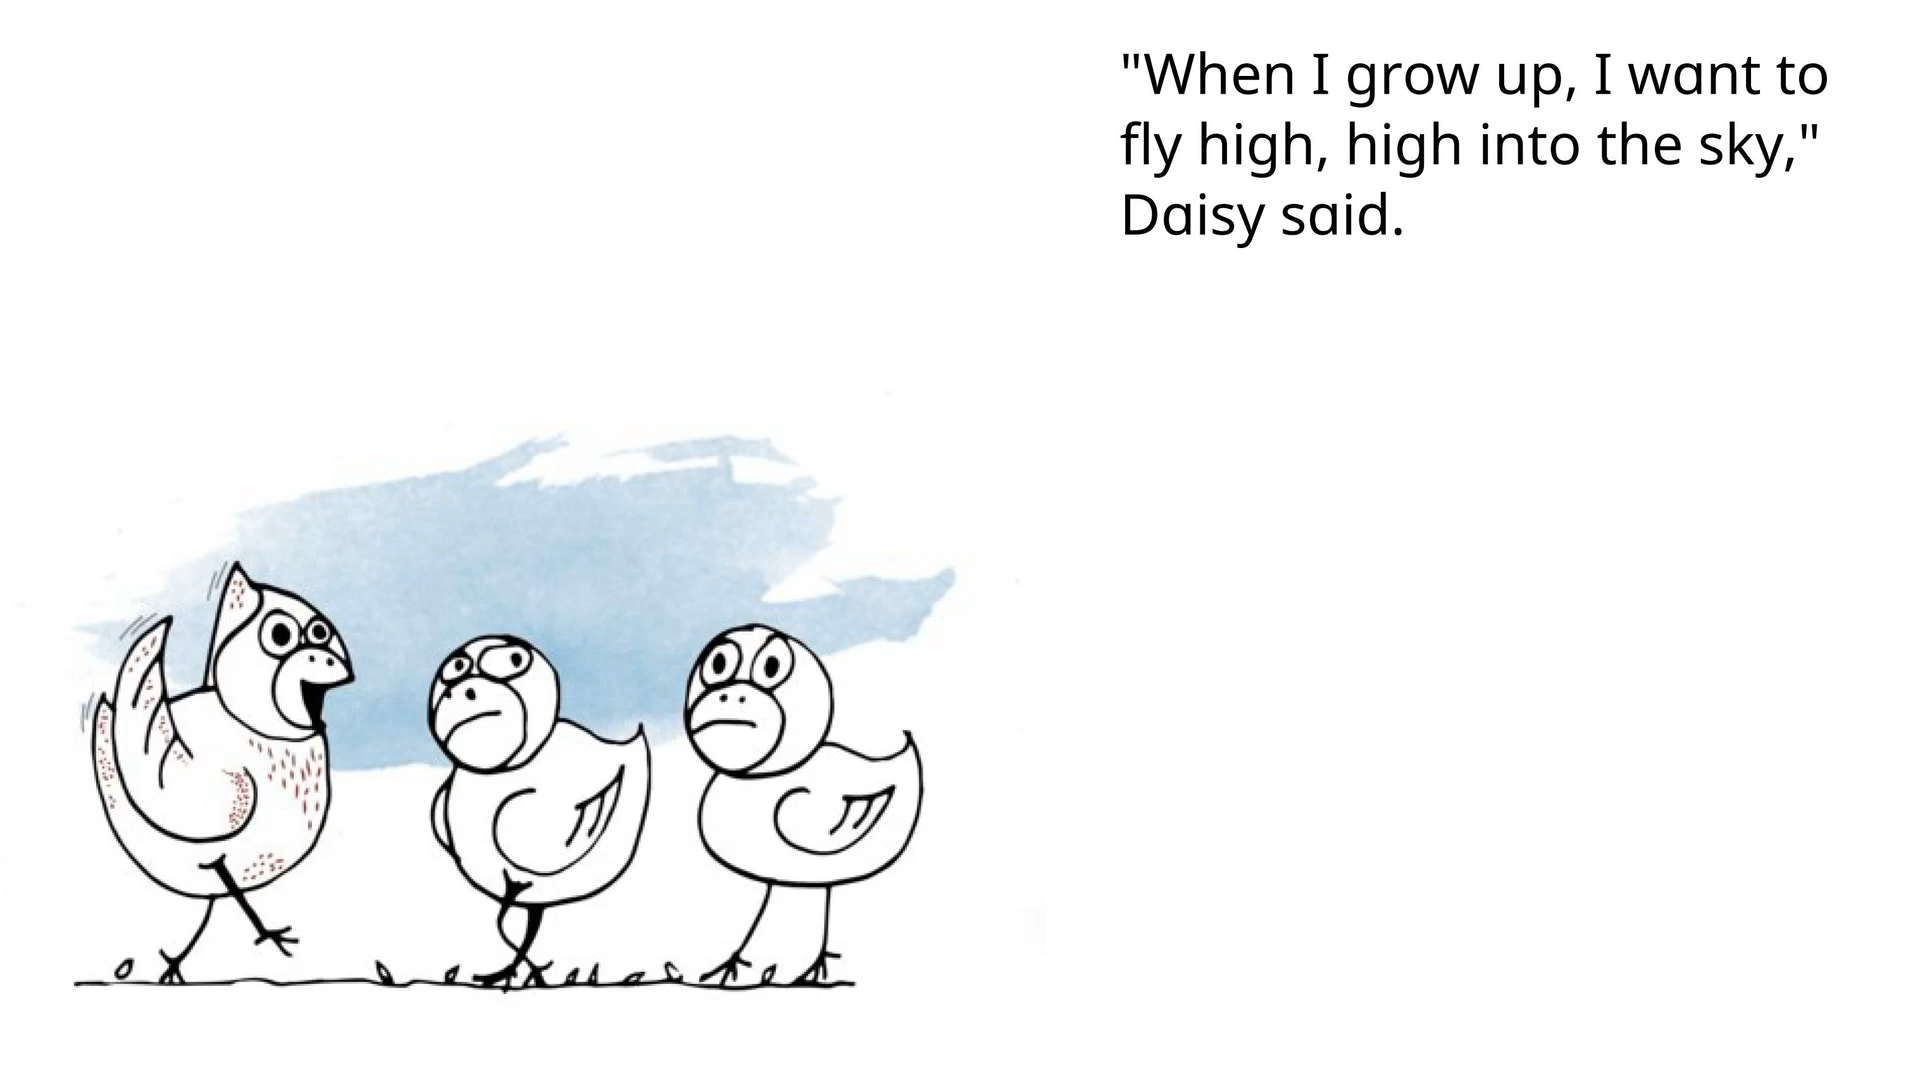 "When I grow up, I want to
fly high, high into the sky,"
Daisy said.